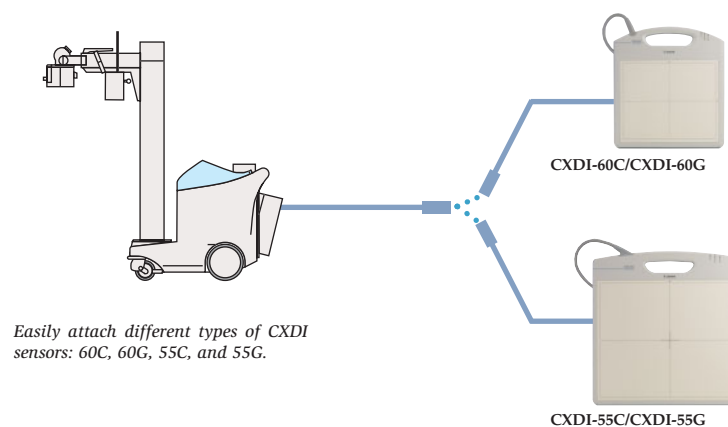 CXDI-60C/CXDI-60G
Easily attach different types of CXDI
sensors: 60C, 60G, 55C, and 55G.
CXDI-55C/CXDI-55G